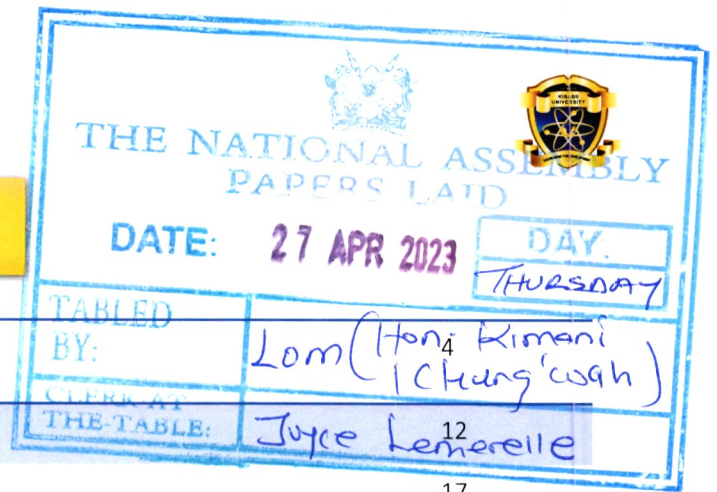 KIBABII UNIVERSITY
THE NATIONAL ASSEMBLY
PAPERS LAID
DATE: 27 APR 2023
DAY:
THURSDAY
TABLED BY:
Lom (Hon. Kimani
Ichung'wah)
4
CLERK-AT THE-TABLE:
Joyce Lemerelle
12
17